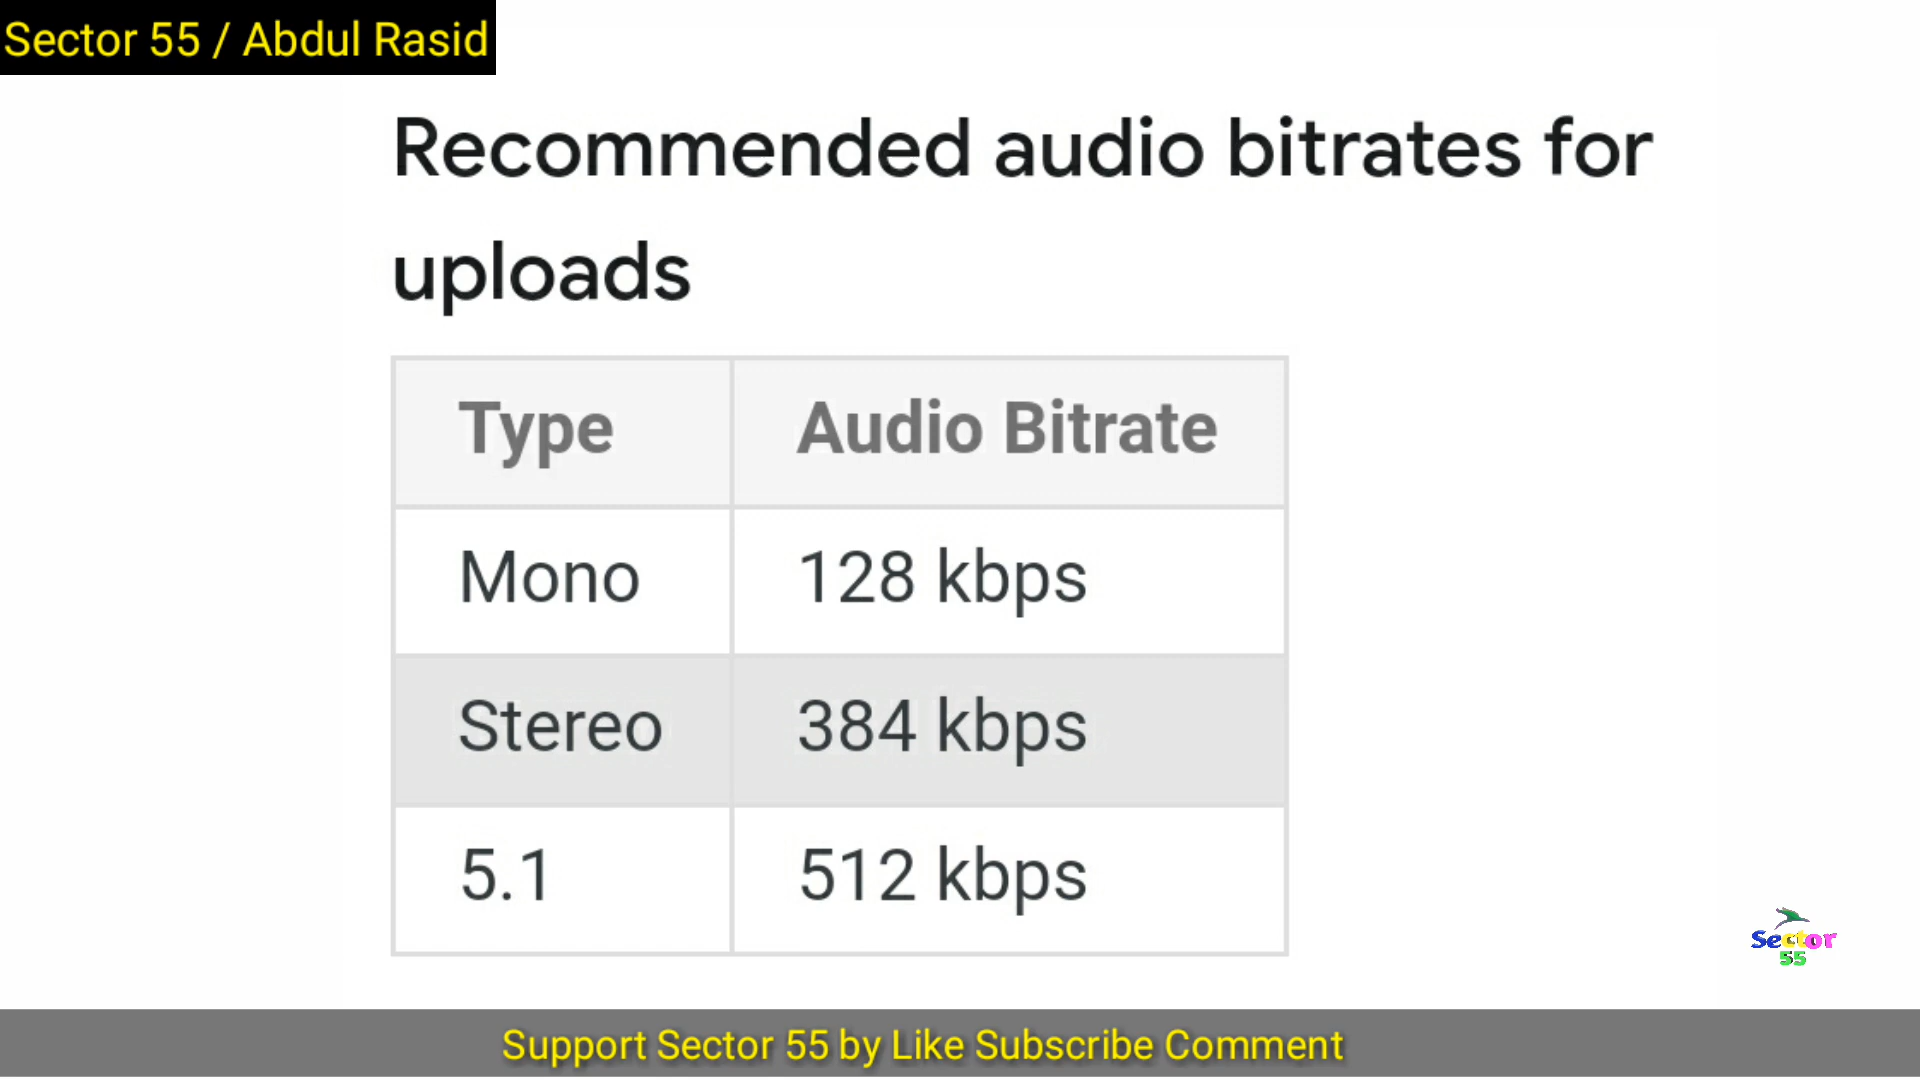 Sector 55 / Abdul Rasid
Recommended audio bitrates for
uploads
Type Audio Bitrate
Mono 128 kbps
Stereo 384 kbps
5.1 512 kbps
Sector
55
Support Sector 55 by Like Subscribe Comment